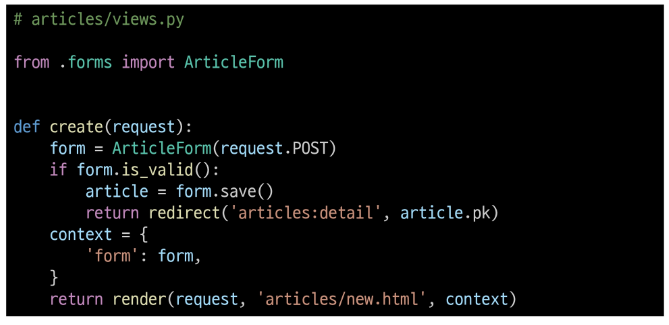 # articles/views.py

from .forms import ArticleForm


def create(request):
    form = ArticleForm(request.POST)
    if form.is_valid():
        article = form.save()
        return redirect('articles:detail', article.pk)
    context = {
        'form': form,
    }
    return render(request, 'articles/new.html', context)